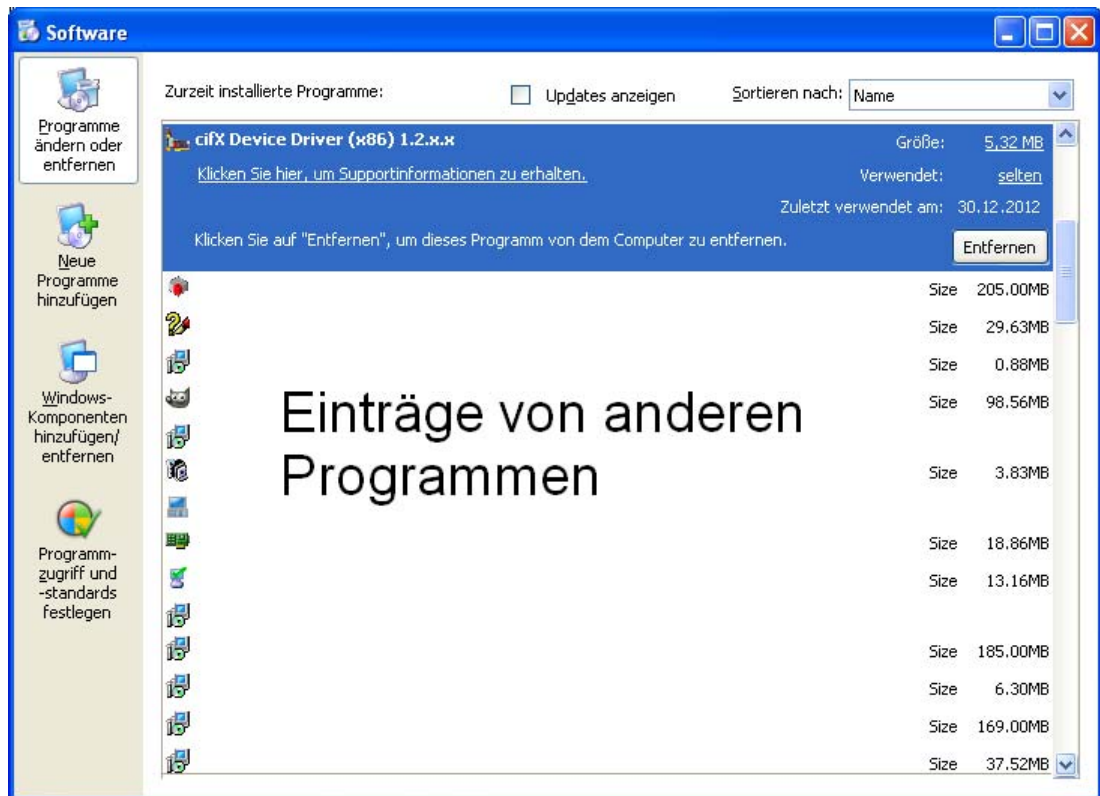 Software
Programme
ändern oder
entfernen
Neue
Programme
hinzufügen
Windows-
Komponenten
hinzufügen/
entfernen
Programm-
zugriff und
-standards
festlegen
Zurzeit installierte Programme:
Updates anzeigen
Sortieren nach: Name
cifX Device Driver (x86) 1.2.x.x Größe: 5,32 MB
Klicken Sie hier, um Supportinformationen zu erhalten. Verwendet: selten
Zuletzt verwendet am: 30.12.2012
Klicken Sie auf "Entfernen", um dieses Programm von dem Computer zu entfernen. Entfernen
Size 205.00MB
Size 29.63MB
Size 0.88MB
Size 98.56MB
Einträge von anderen
Programmen
Size 3.83MB
Size 18.86MB
Size 13.16MB
Size 185.00MB
Size 6.30MB
Size 169.00MB
Size 37.52MB